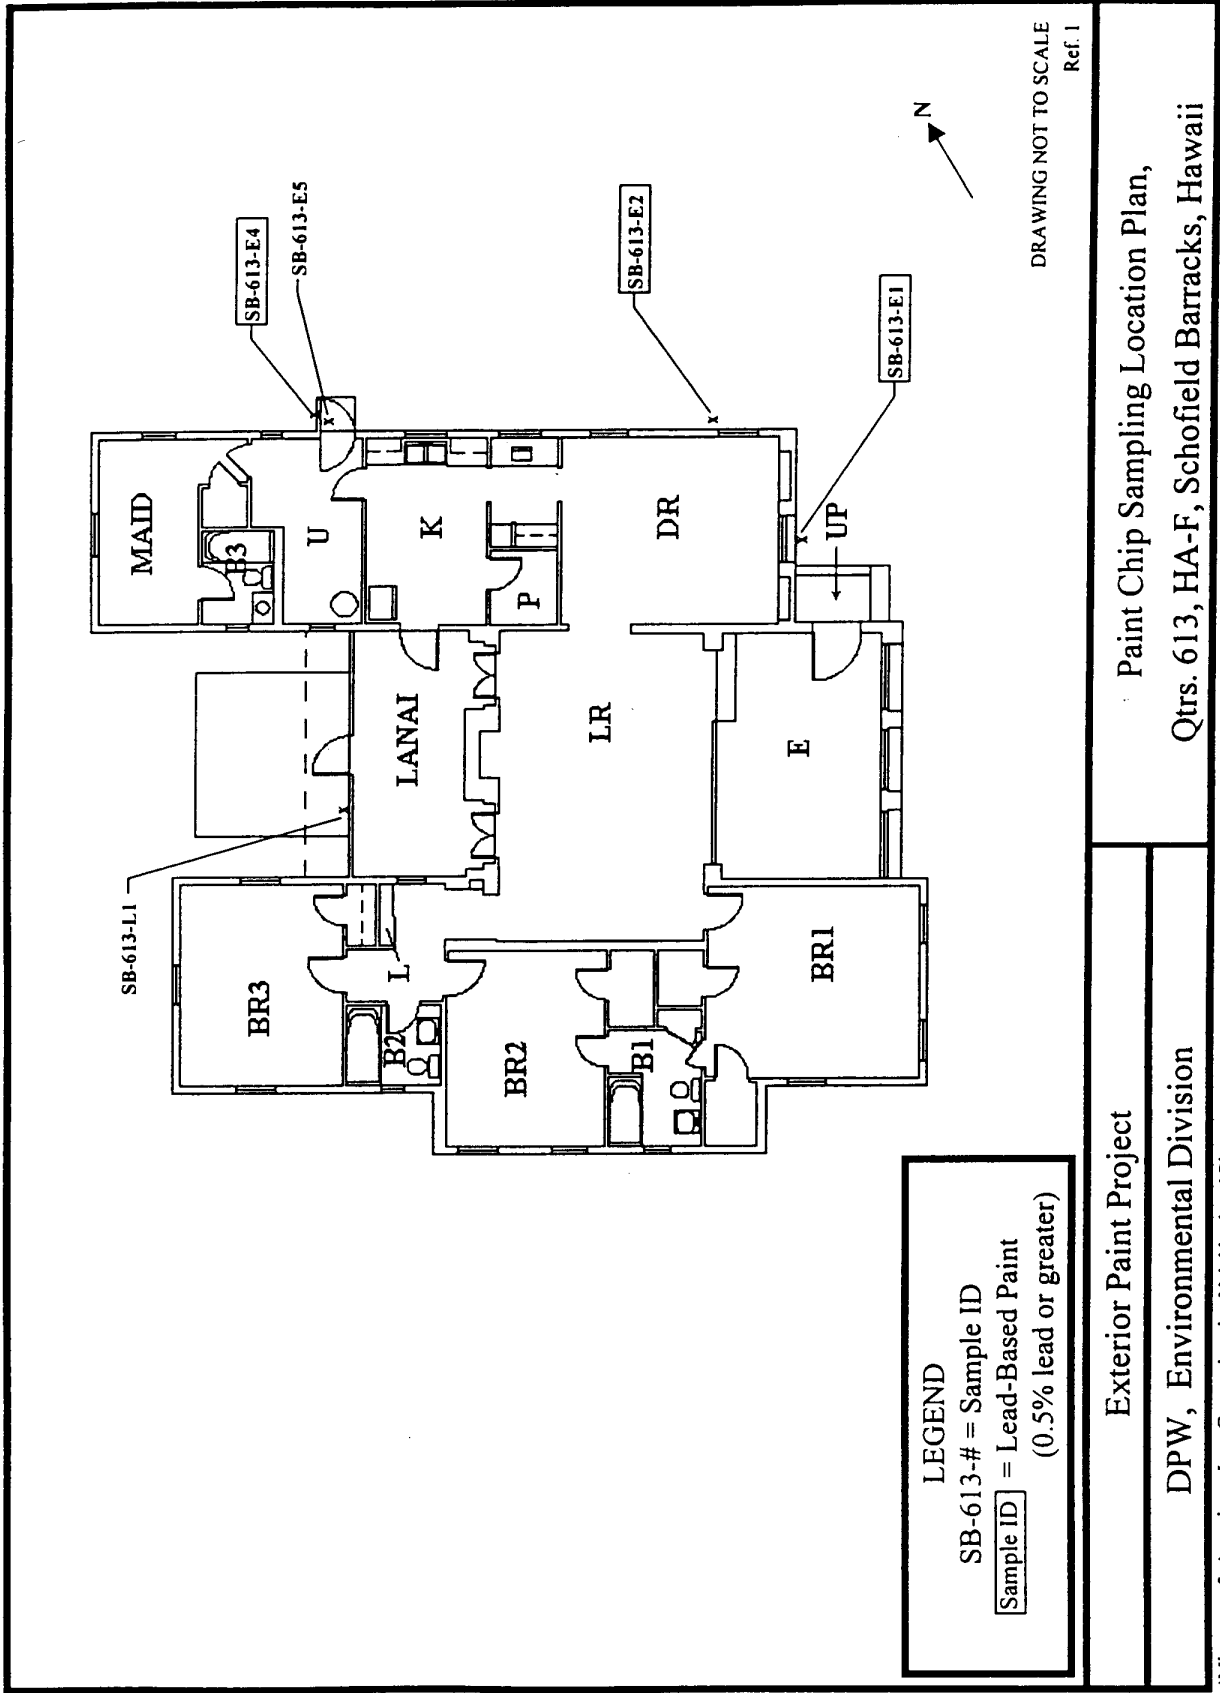 SB-613-L1
SB-613-E4
SB-613-E5
SB-613-E2
SB-613-E1
MAID
B3
U
K
P
DR
UP
LANAI
LR
E
BR3
L
B2
BR2
B1
BR1
N
DRAWING NOT TO SCALE
Ref. 1
LEGEND
SB-613-# = Sample ID
Sample ID = Lead-Based Paint
(0.5% lead or greater)
Exterior Paint Project
DPW, Environmental Division
Paint Chip Sampling Location Plan,
Qtrs. 613, HA-F, Schofield Barracks, Hawaii